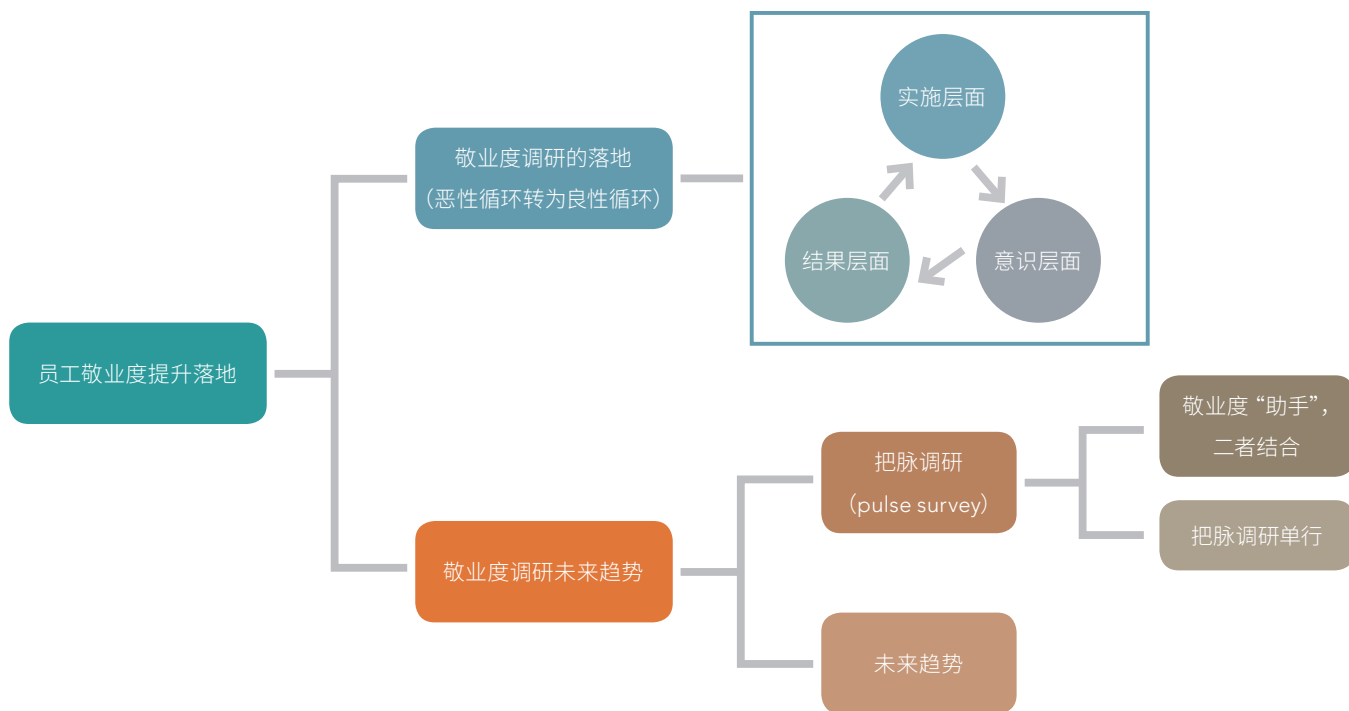 实施层面
敬业度调研的落地
（恶性循环转为良性循环）
结果层面
意识层面
员工敬业度提升落地
敬业度“助手”，
二者结合
把脉调研
（pulse survey）
把脉调研单行
敬业度调研未来趋势
未来趋势